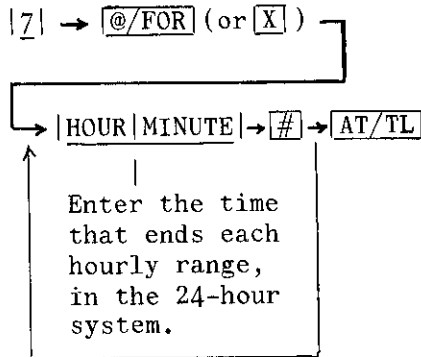 |7| → @/FOR (or X)
→ |HOUR|MINUTE| → # → AT/TL
Enter the time
that ends each
hourly range,
in the 24-hour
system.